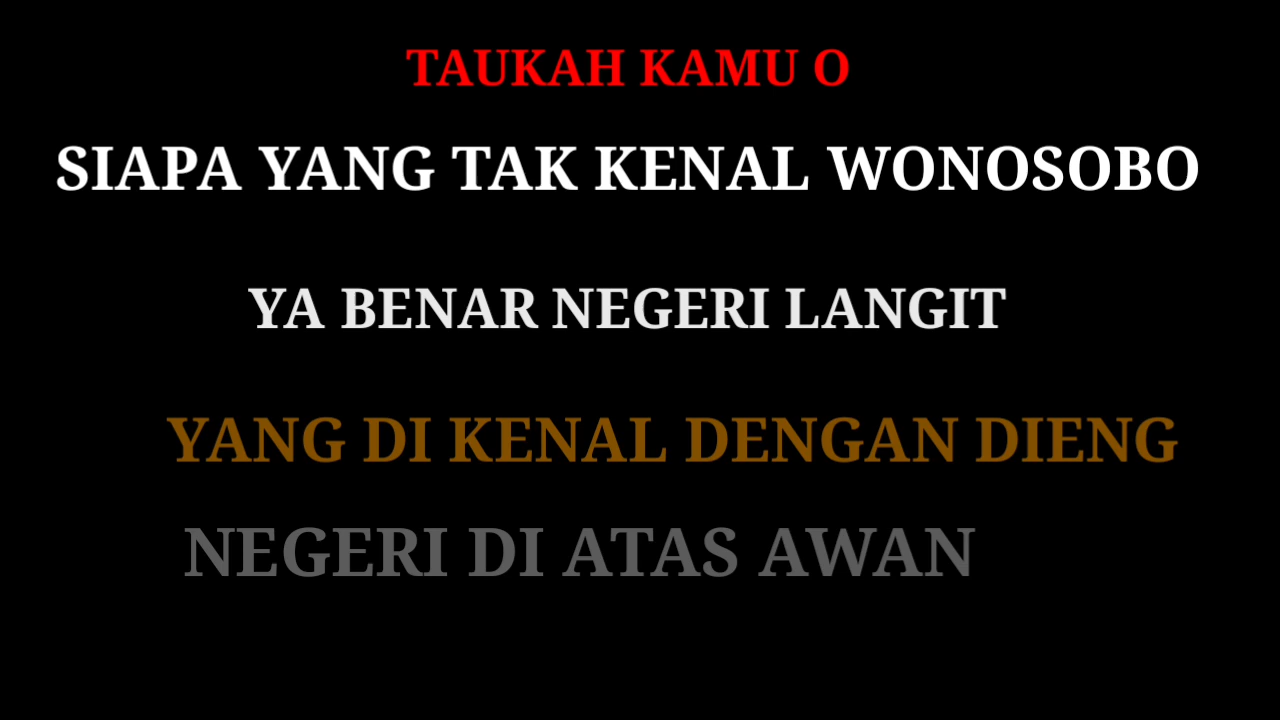 TAUKAH KAMU O
SIAPA YANG TAK KENAL WONOSOBO
YA BENAR NEGERI LANGIT
YANG DI KENAL DENGAN DIENG
NEGERI DI ATAS AWAN